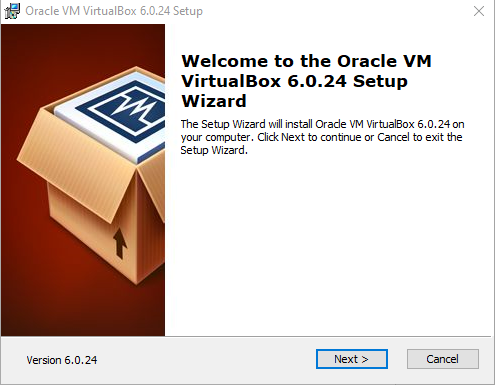 Oracle VM VirtualBox 6.0.24 Setup
Welcome to the Oracle VM
VirtualBox 6.0.24 Setup
Wizard
The Setup Wizard will install Oracle VM VirtualBox 6.0.24 on
your computer. Click Next to continue or Cancel to exit the
Setup Wizard.
VM
Version 6.0.24
Next >
Cancel